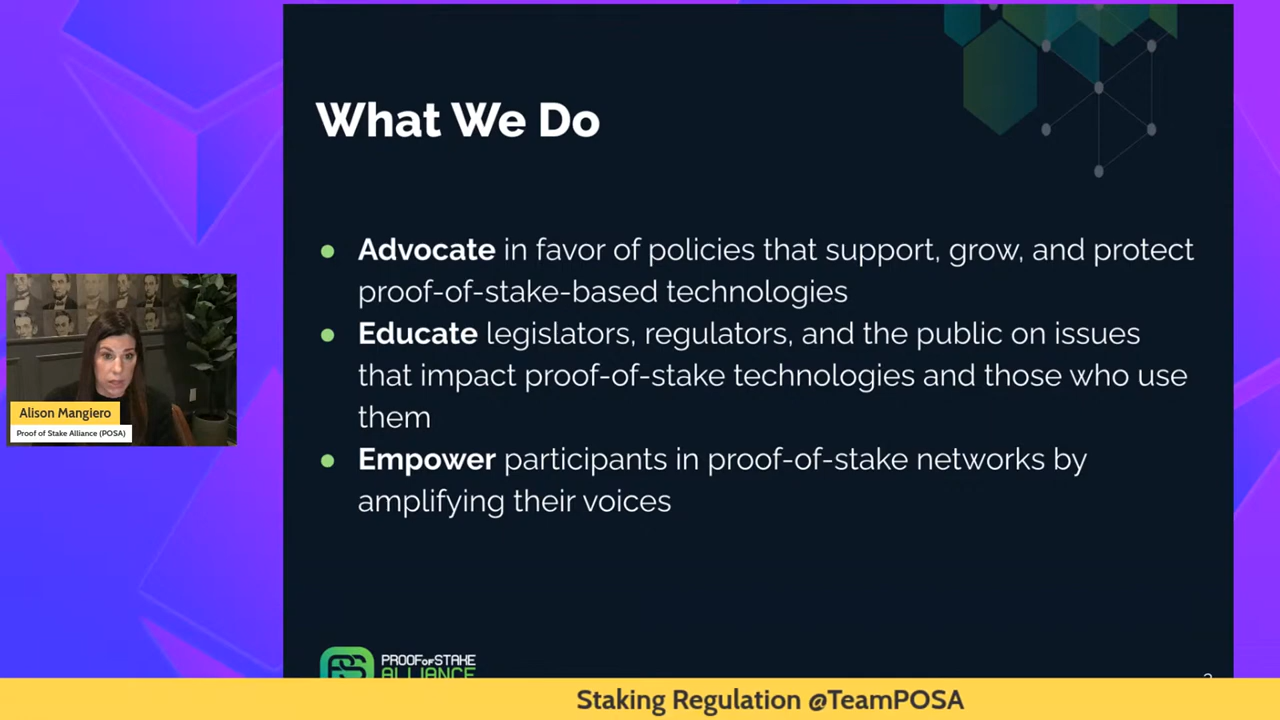 What We Do
Advocate in favor of policies that support, grow, and protect
proof-of-stake-based technologies
Educate legislators, regulators, and the public on issues
that impact proof-of-stake technologies and those who use
them
Empower participants in proof-of-stake networks by
amplifying their voices
Alison Mangiero
Proof of Stake Alliance (POSA)
PROOF OF STAKE
ALLIANCE
Staking Regulation @TeamPOSA